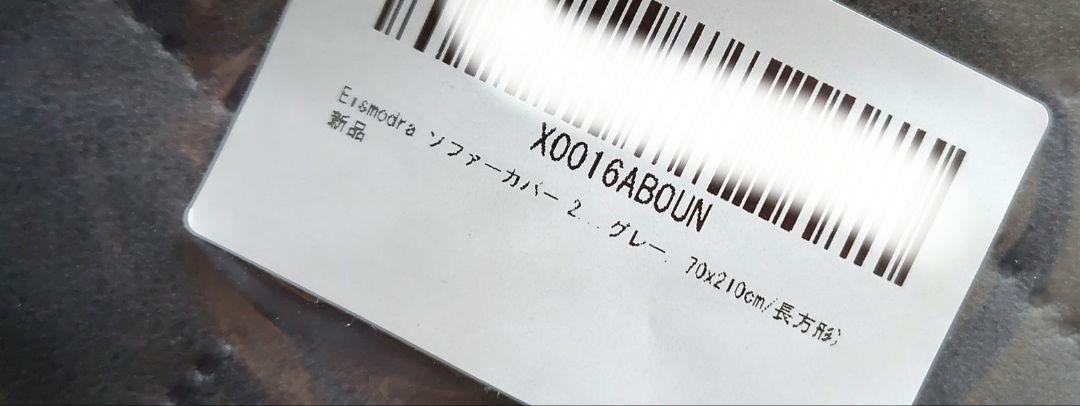 X0016ABOUN
Eismodra ソファーカバー 2... グレー, 70x210cm/長方形)
新品